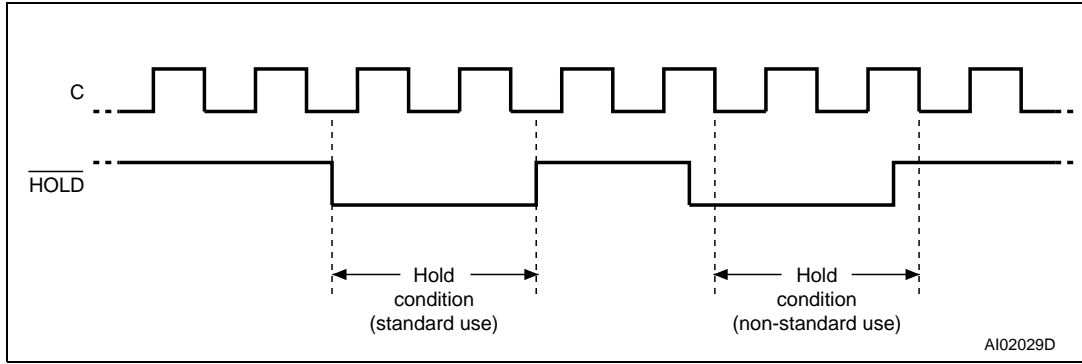 C
HOLD
Hold
condition
(standard use)
Hold
condition
(non-standard use)
AI02029D